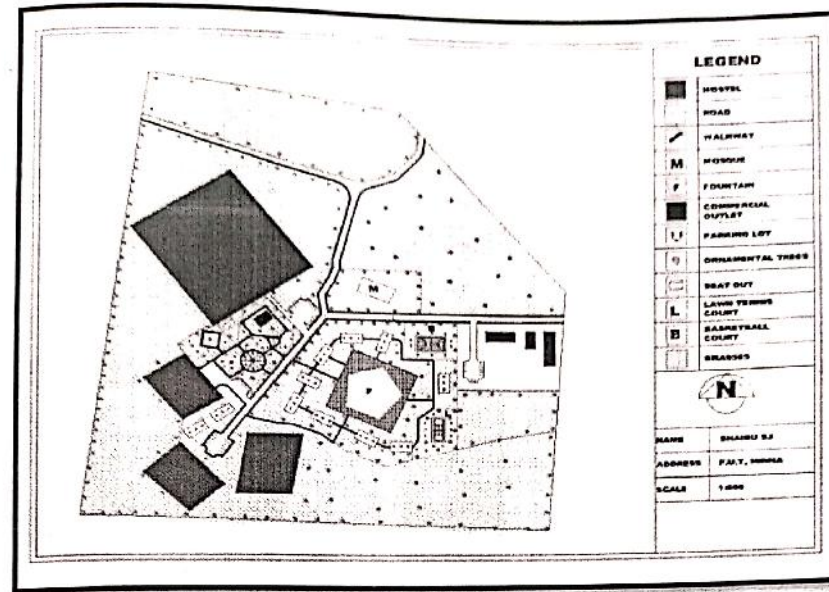 LEGEND
HOSTEL
ROAD
WALKWAY
M MOSQUE
F FOUNTAIN
COMMERCIAL
OUTLET
PARKING LOT
ORNAMENTAL TREES
SEAT OUT
L LAWN TENNIS
COURT
B BASKETBALL
COURT
GRASSES
N
NAME
ADDRESS F.U.T, MINNA
SCALE
M
F